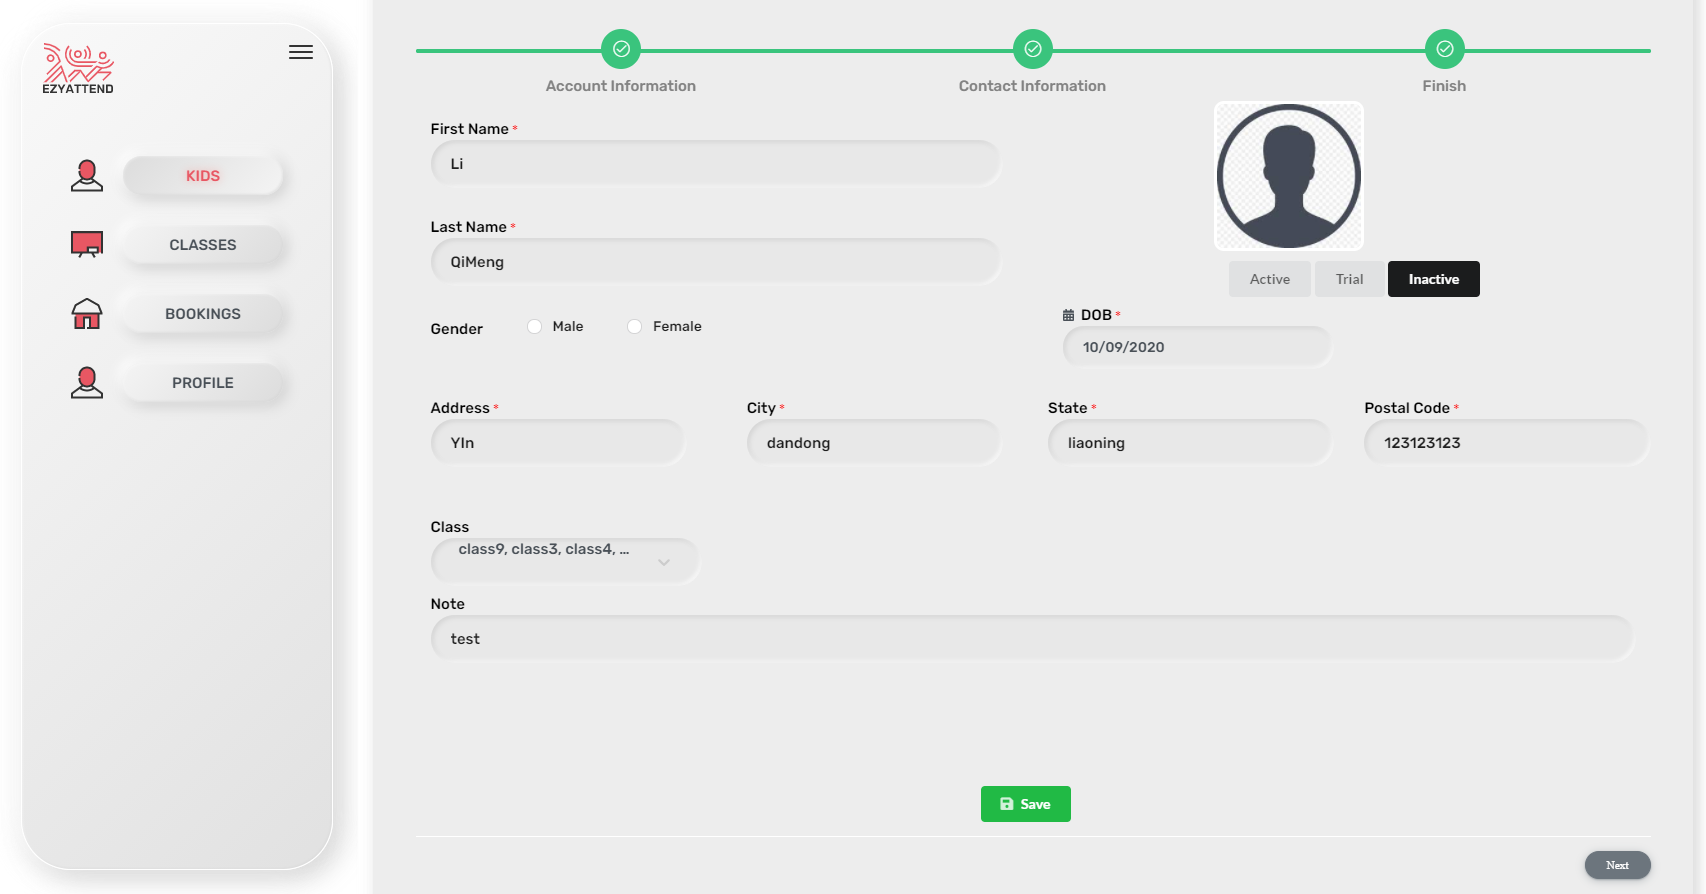 EZYATTEND
KIDS
CLASSES
BOOKINGS
PROFILE
Account Information
Contact Information
Finish
First Name *
Li
Last Name *
QiMeng
Active
Trial
Inactive
Gender
Male
Female
DOB *
10/09/2020
Address *
YIn
City *
dandong
State *
liaoning
Postal Code *
123123123
Class
class9, class3, class4, ...
Note
test
Save
Next